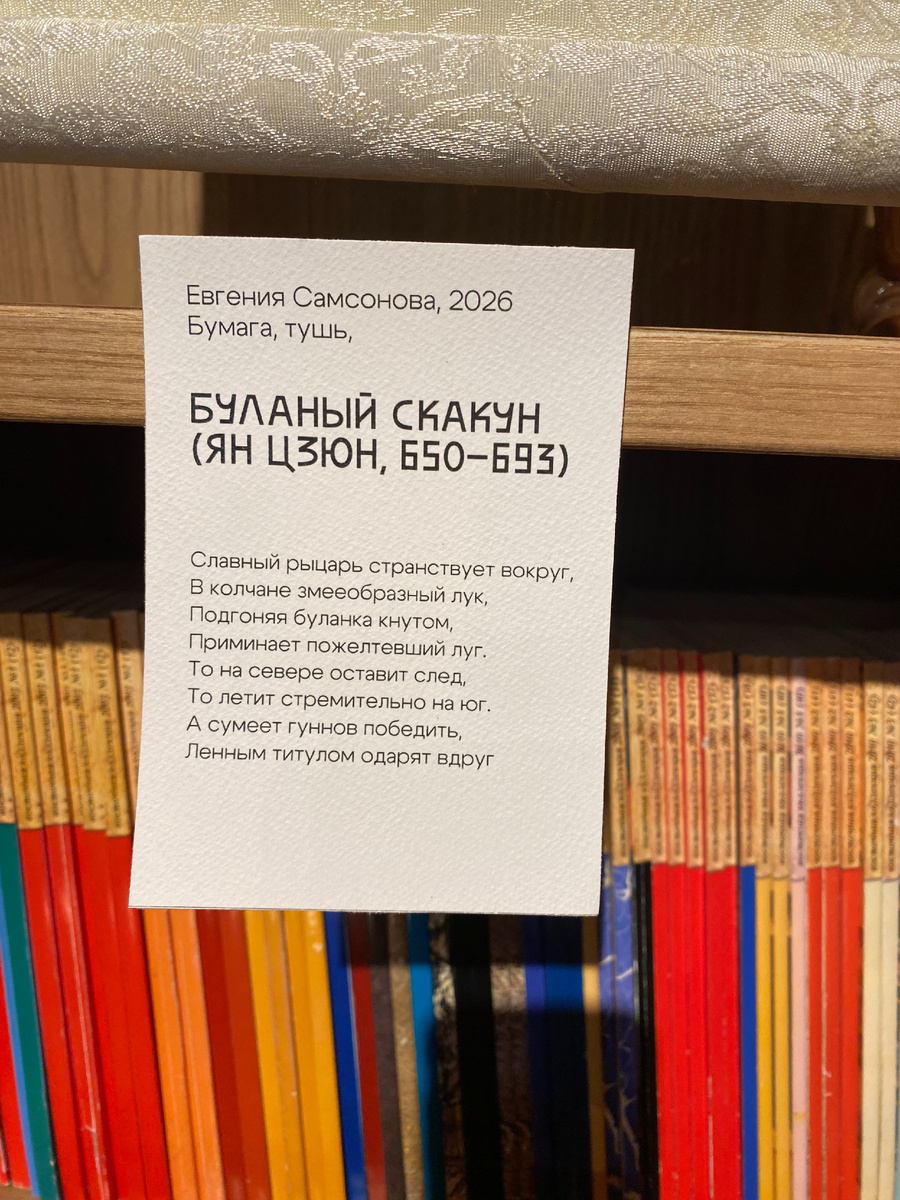 Евгения Самсонова, 2026
Бумага, тушь,
БУЛАНЫЙ СКАКУН
(ЯН ЦЗЮН, 650–693)
Славный рыцарь странствует вокруг,
В колчане змееобразный лук,
Подгоняя буланка кнутом,
Приминает пожелтевший луг.
То на севере оставит след,
То летит стремительно на юг.
А сумеет гуннов победить,
Ленным титулом одарят вдруг